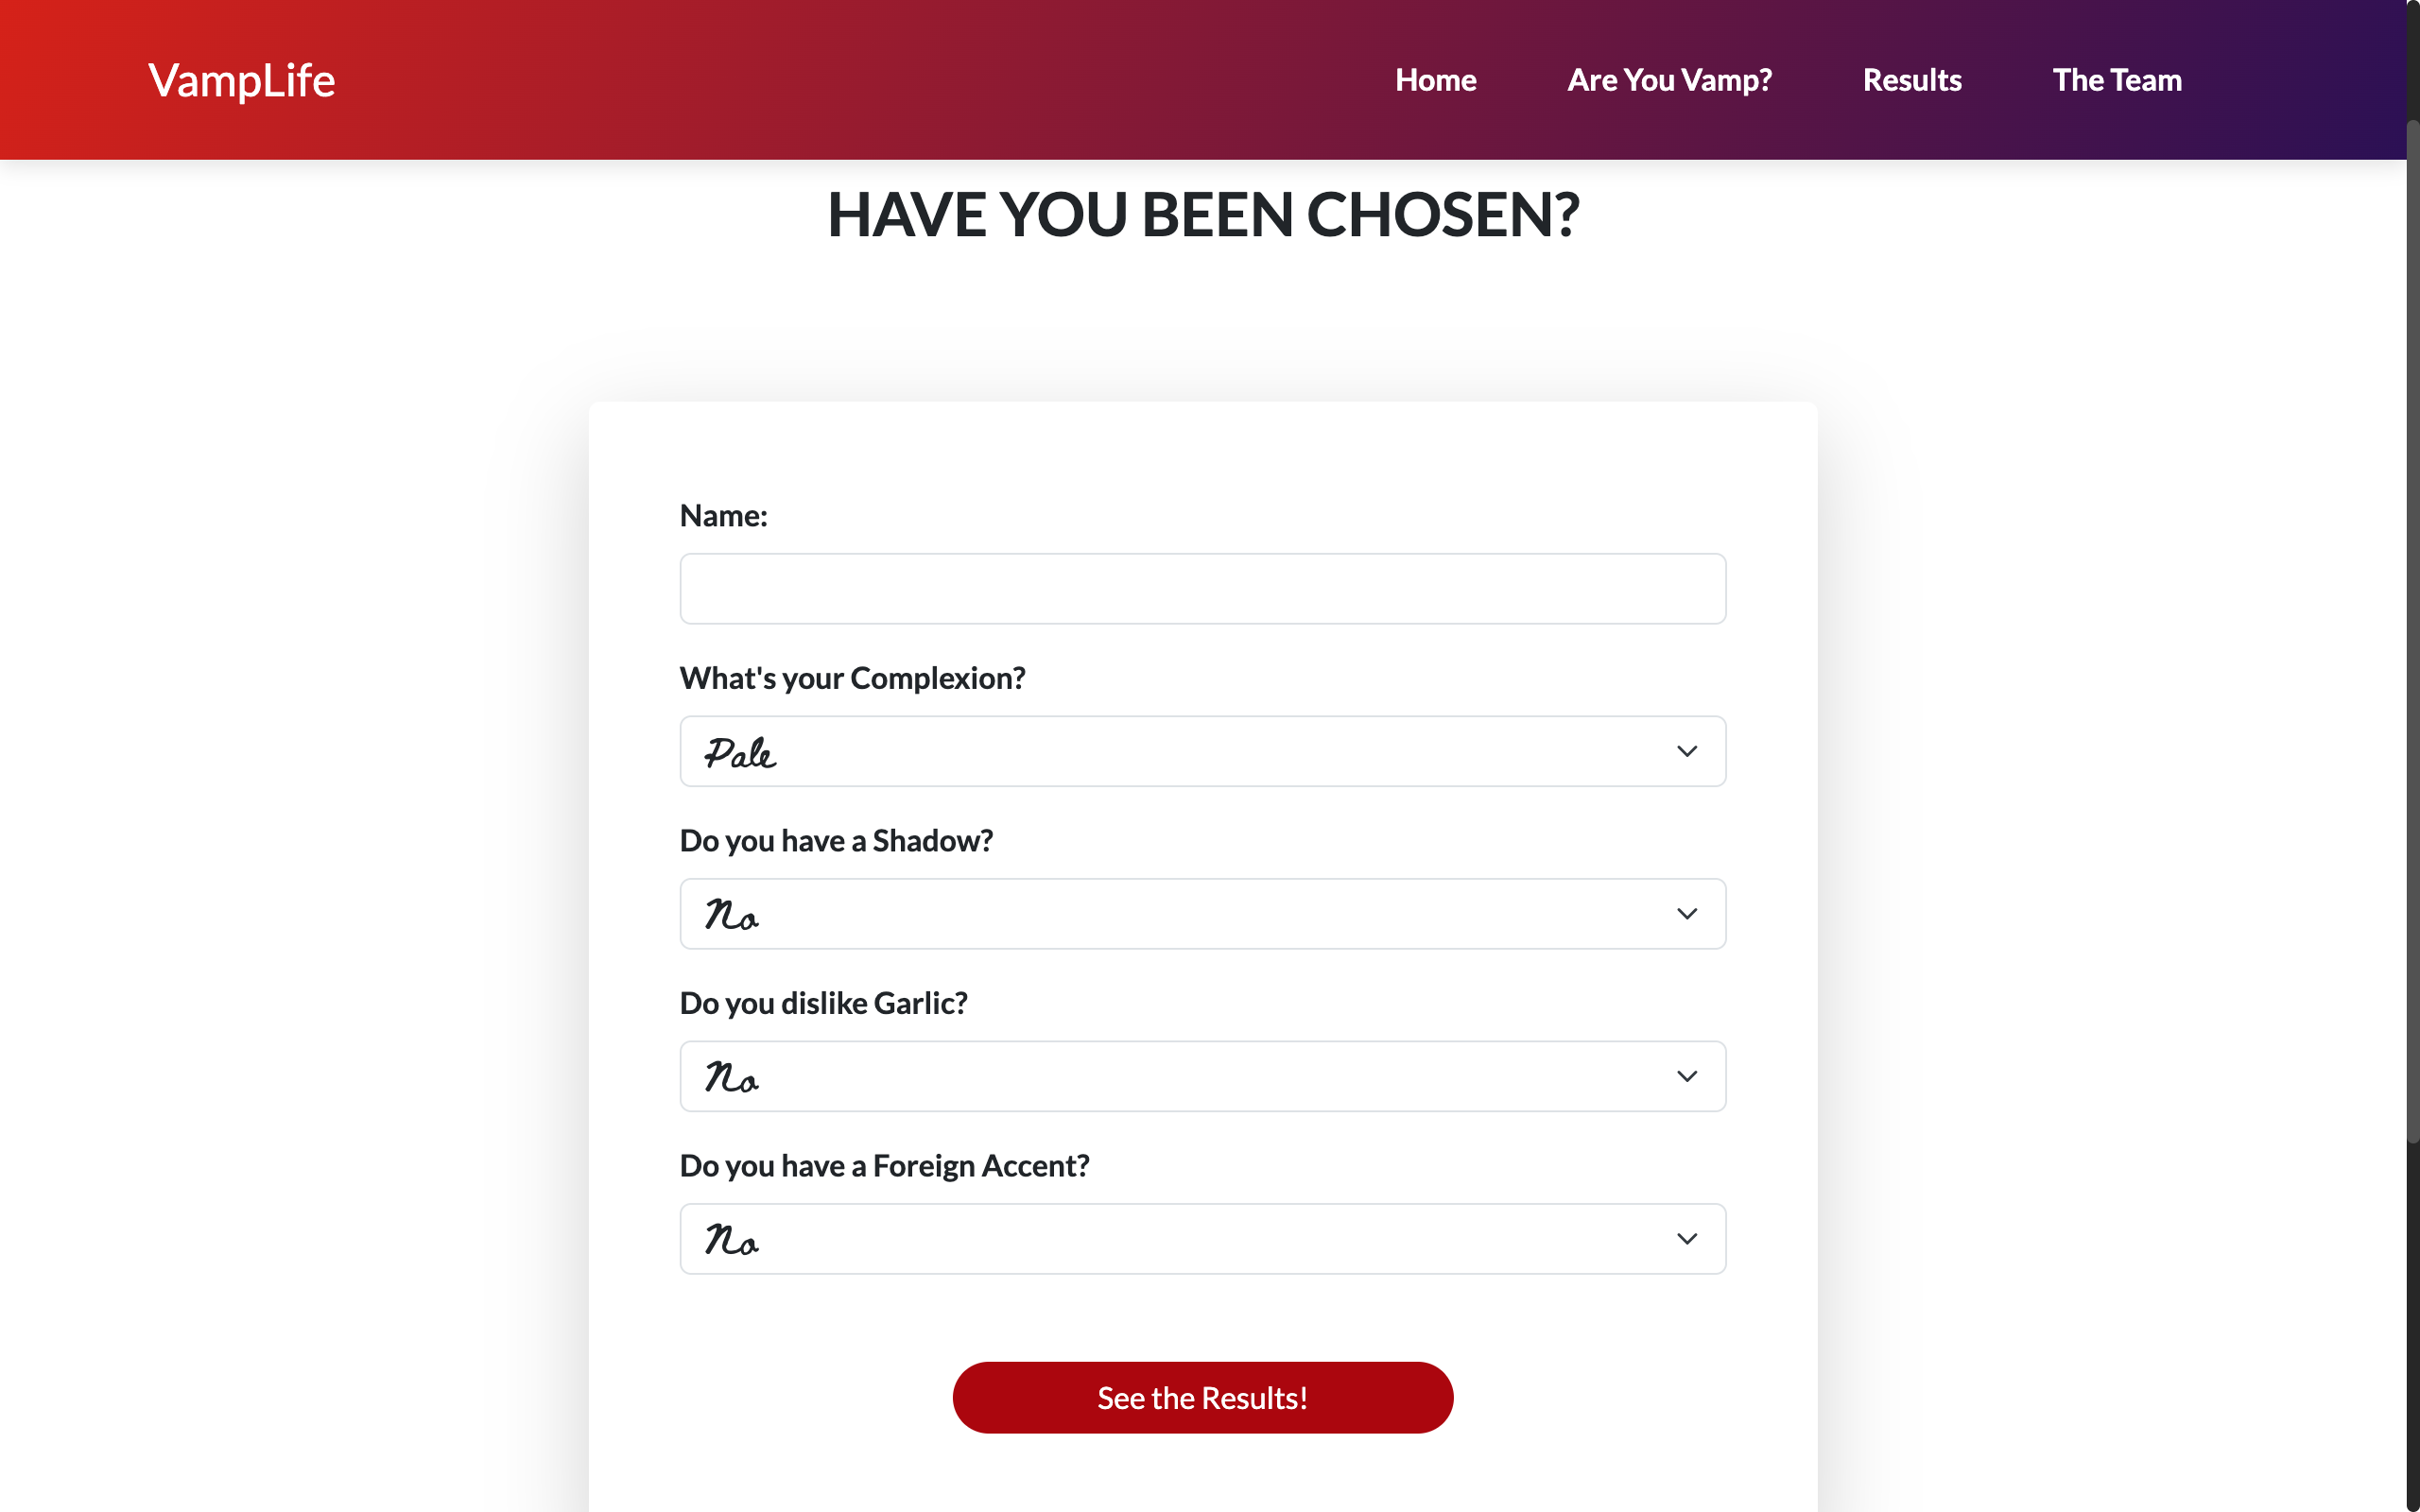 VampLife
Home Are You Vamp? Results The Team
HAVE YOU BEEN CHOSEN?
Name:
What's your Complexion?
Pale
Do you have a Shadow?
No
Do you dislike Garlic?
No
Do you have a Foreign Accent?
No
See the Results!